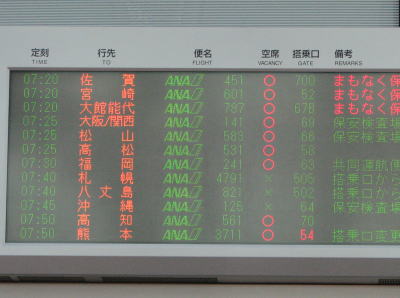 定刻 行先 便名 空席 搭乗口 備考
TIME TO FLIGHT VACANCY GATE REMARKS
07:20 佐賀 ANA 451 ○ 700 まもなく保
07:20 宮崎 ANA 601 ○ 52 まもなく保
07:20 大館能代 ANA 787 ○ 678 まもなく保
07:25 大阪/関西 ANA 141 ○ 68 保安検査場
07:25 松山 ANA 583 ○ 66 保安検査場
07:25 高松 ANA 531 ○ 58
07:30 福岡 ANA 241 ○ 63 共同運航便
07:40 札幌 ANA 4791 × 505 搭乗口から
07:40 八丈島 ANA 821 × 502 搭乗口から
07:45 沖縄 ANA 125 × 64 保安検査場
07:50 高知 ANA 561 ○ 70
07:50 熊本 ANA 3711 ○ 54 搭乗口変更